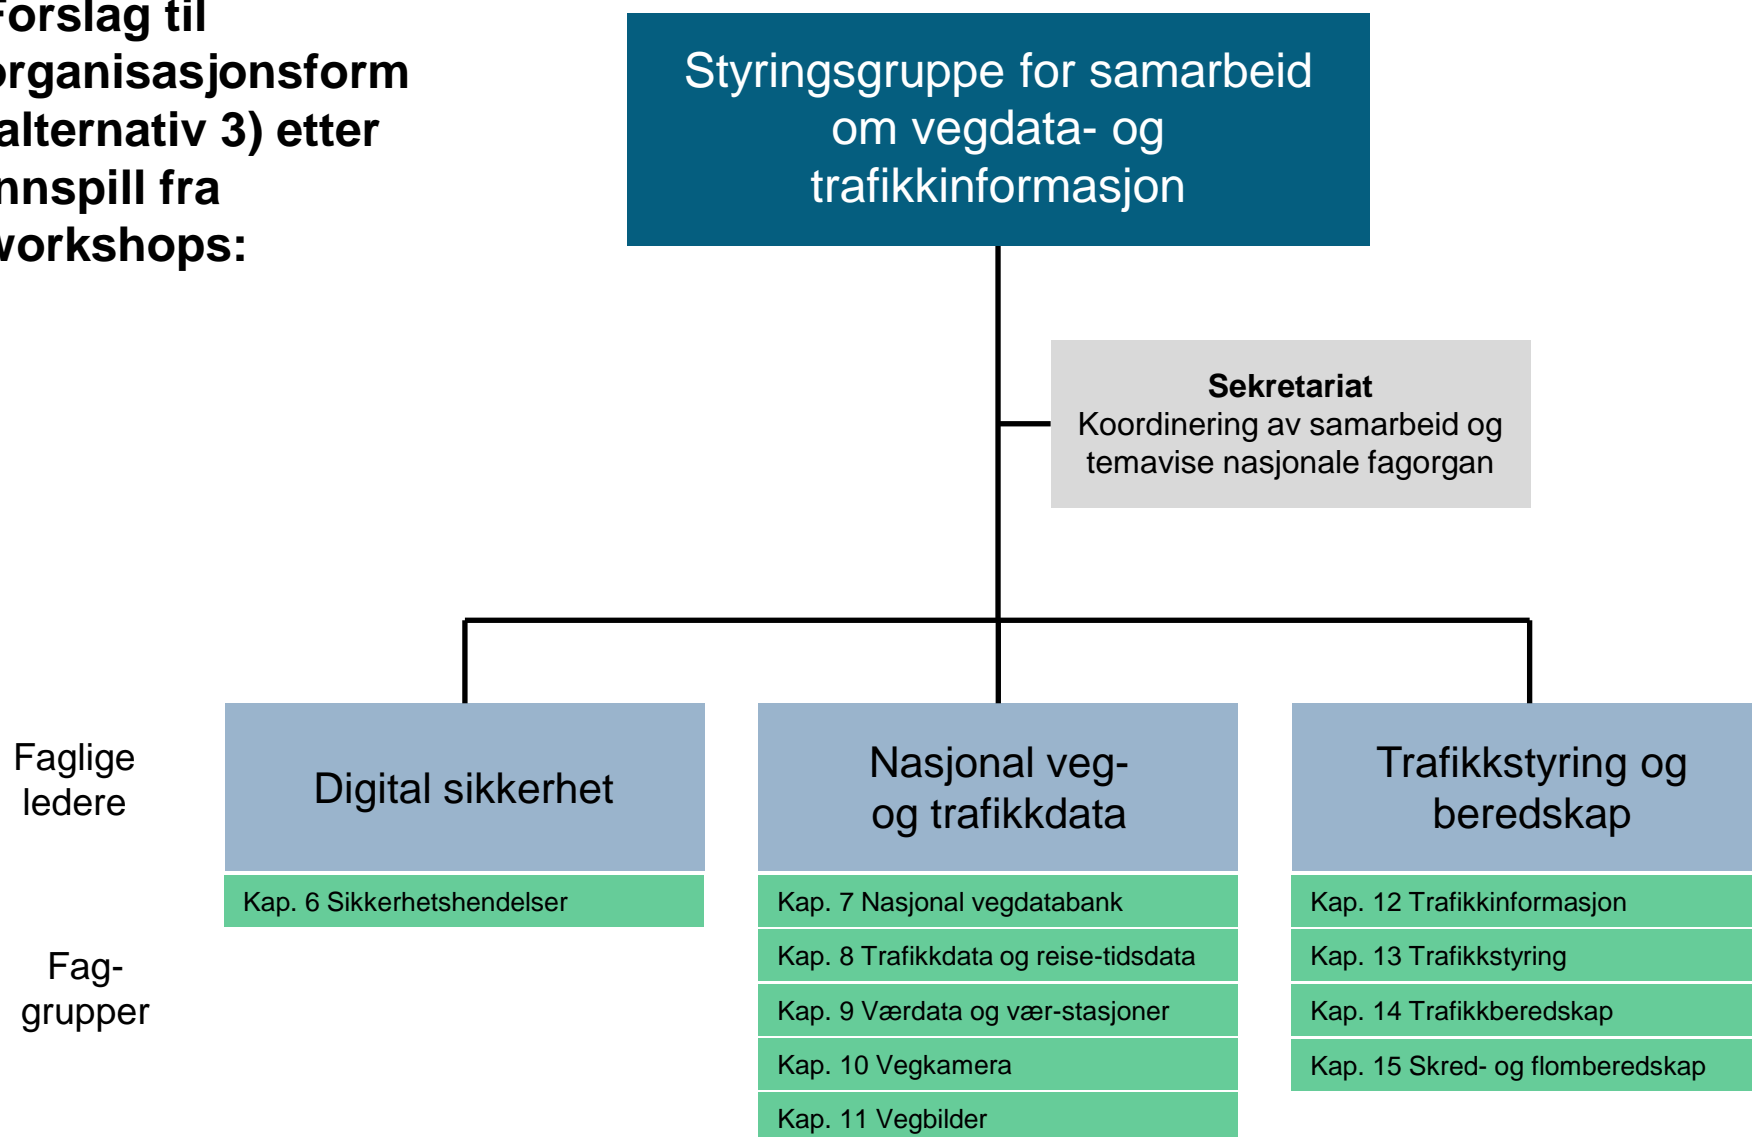 Forslag til
organisasjonsform
(alternativ 3) etter
innspill fra
workshops:
Styringsgruppe for samarbeid
om vegdata- og
trafikkinformasjon
Sekretariat
Koordinering av samarbeid og
temavise nasjonale fagorgan
Faglige
ledere
Digital sikkerhet
Nasjonal veg-
og trafikkdata
Trafikkstyring og
beredskap
Fag-
grupper
Kap. 6 Sikkerhetshendelser
Kap. 7 Nasjonal vegdatabank
Kap. 8 Trafikkdata og reise-tidsdata
Kap. 9 Værdata og vær-stasjoner
Kap. 10 Vegkamera
Kap. 11 Vegbilder
Kap. 12 Trafikkinformasjon
Kap. 13 Trafikkstyring
Kap. 14 Trafikkberedskap
Kap. 15 Skred- og flomberedskap